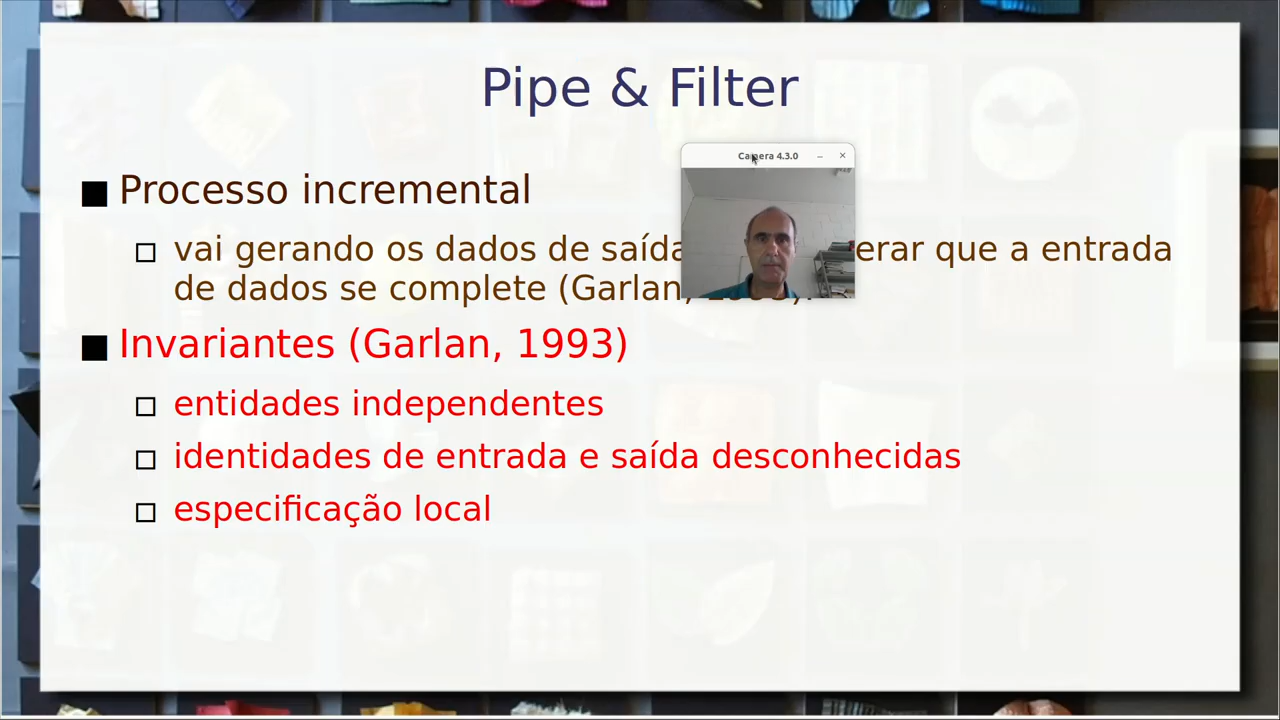 Pipe & Filter
Camera 4.3.0
Processo incremental
vai gerando os dados de saída erar que a entrada
de dados se complete (Garlan,
Invariantes (Garlan, 1993)
entidades independentes
identidades de entrada e saída desconhecidas
especificação local